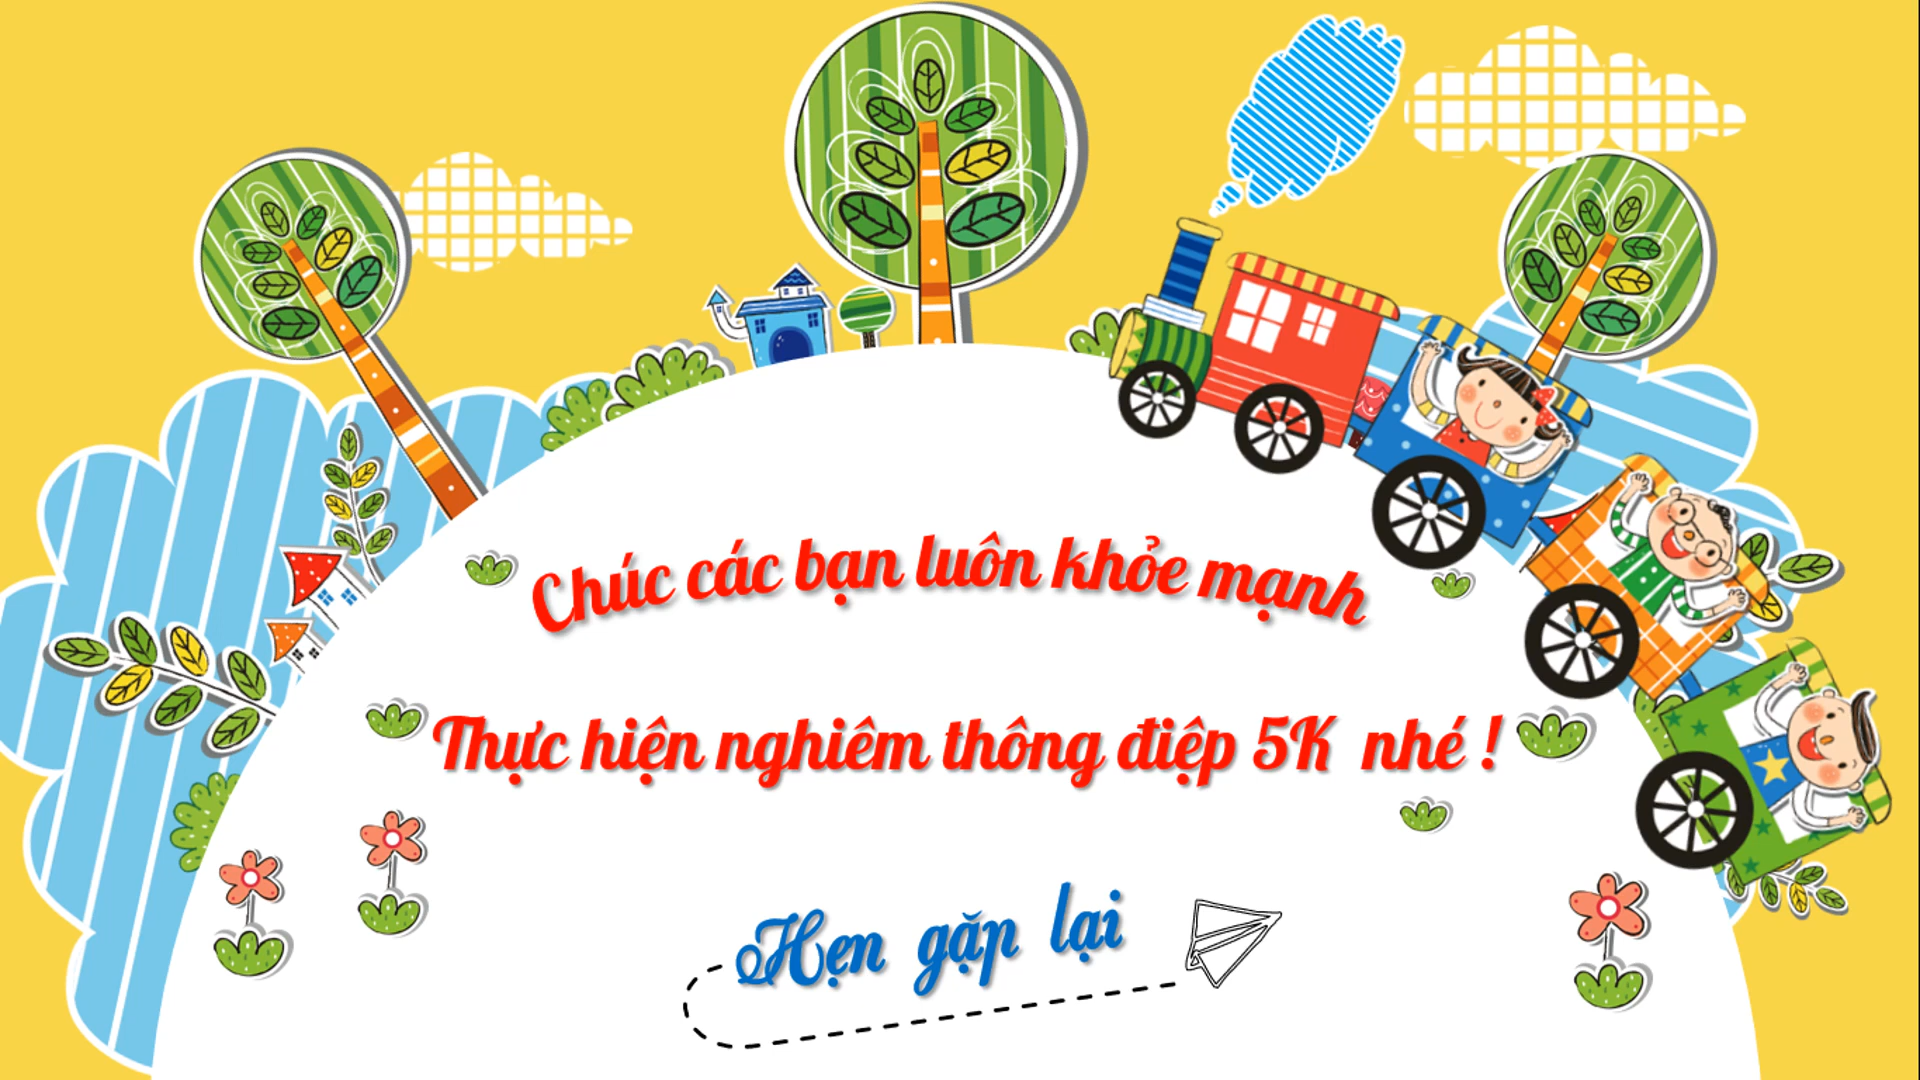 Chúc các bạn luôn khỏe mạnh
Thực hiện nghiêm thông điệp 5K nhé !
Hẹn gặp lại